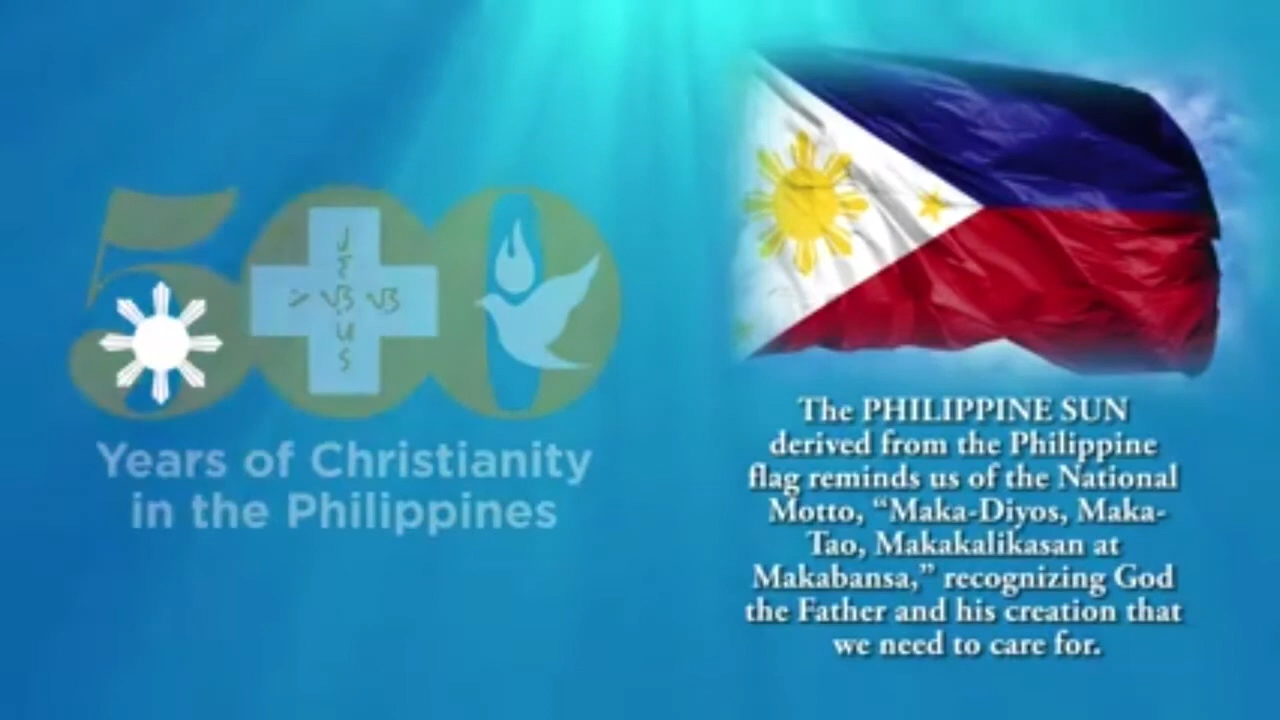 500
JESUS
Years of Christianity
in the Philippines
The PHILIPPINE SUN
derived from the Philippine
flag reminds us of the National
Motto, “Maka-Diyos, Maka-
Tao, Makakalikasan at
Makabansa,” recognizing God
the Father and his creation that
we need to care for.